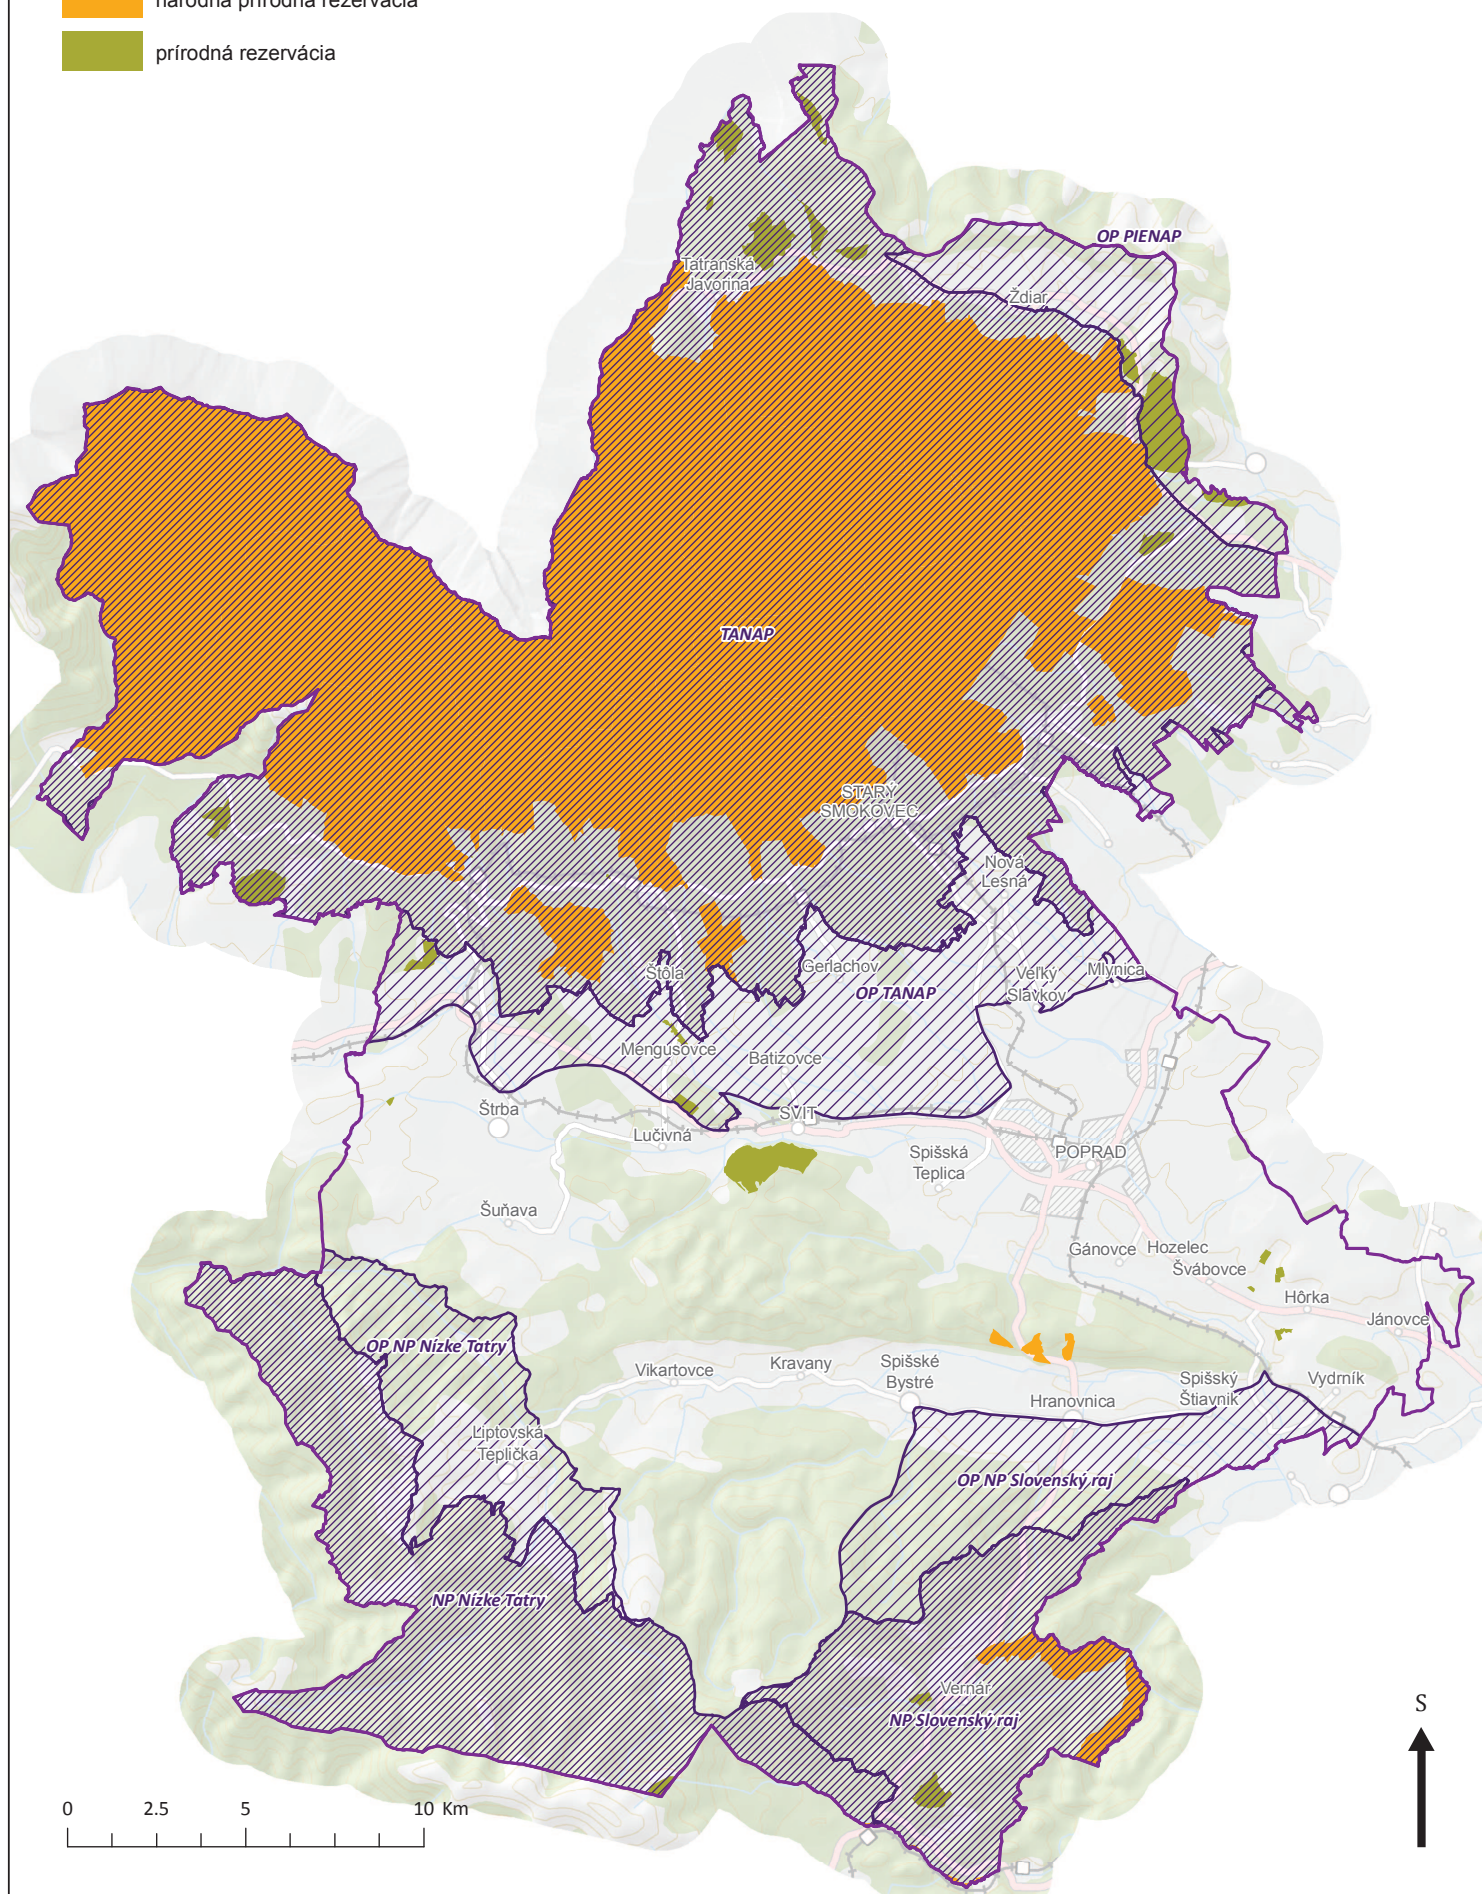 národná prírodná rezervácia
prírodná rezervácia
OP PIENAP
Tatranská
Javorina
Ždiar
TANAP
STARÝ
SMOKOVEC
Nová
Lesná
Štôla
Gerlachov
OP TANAP
Veľký
Slavkov
Mlynica
Mengusovce
Batizovce
Štrba
SVIT
Lučivná
Spišská
Teplica
POPRAD
Šuňava
Gánovce
Hozelec
Švábovce
Hôrka
Jánovce
OP NP Nízke Tatry
Vikartovce
Kravany
Spišské
Bystré
Hranovnica
Spišský
Štiavnik
Vydrník
Liptovská
Teplička
OP NP Slovenský raj
NP Nízke Tatry
Vernár
NP Slovenský raj
S
0 2.5 5 10 Km